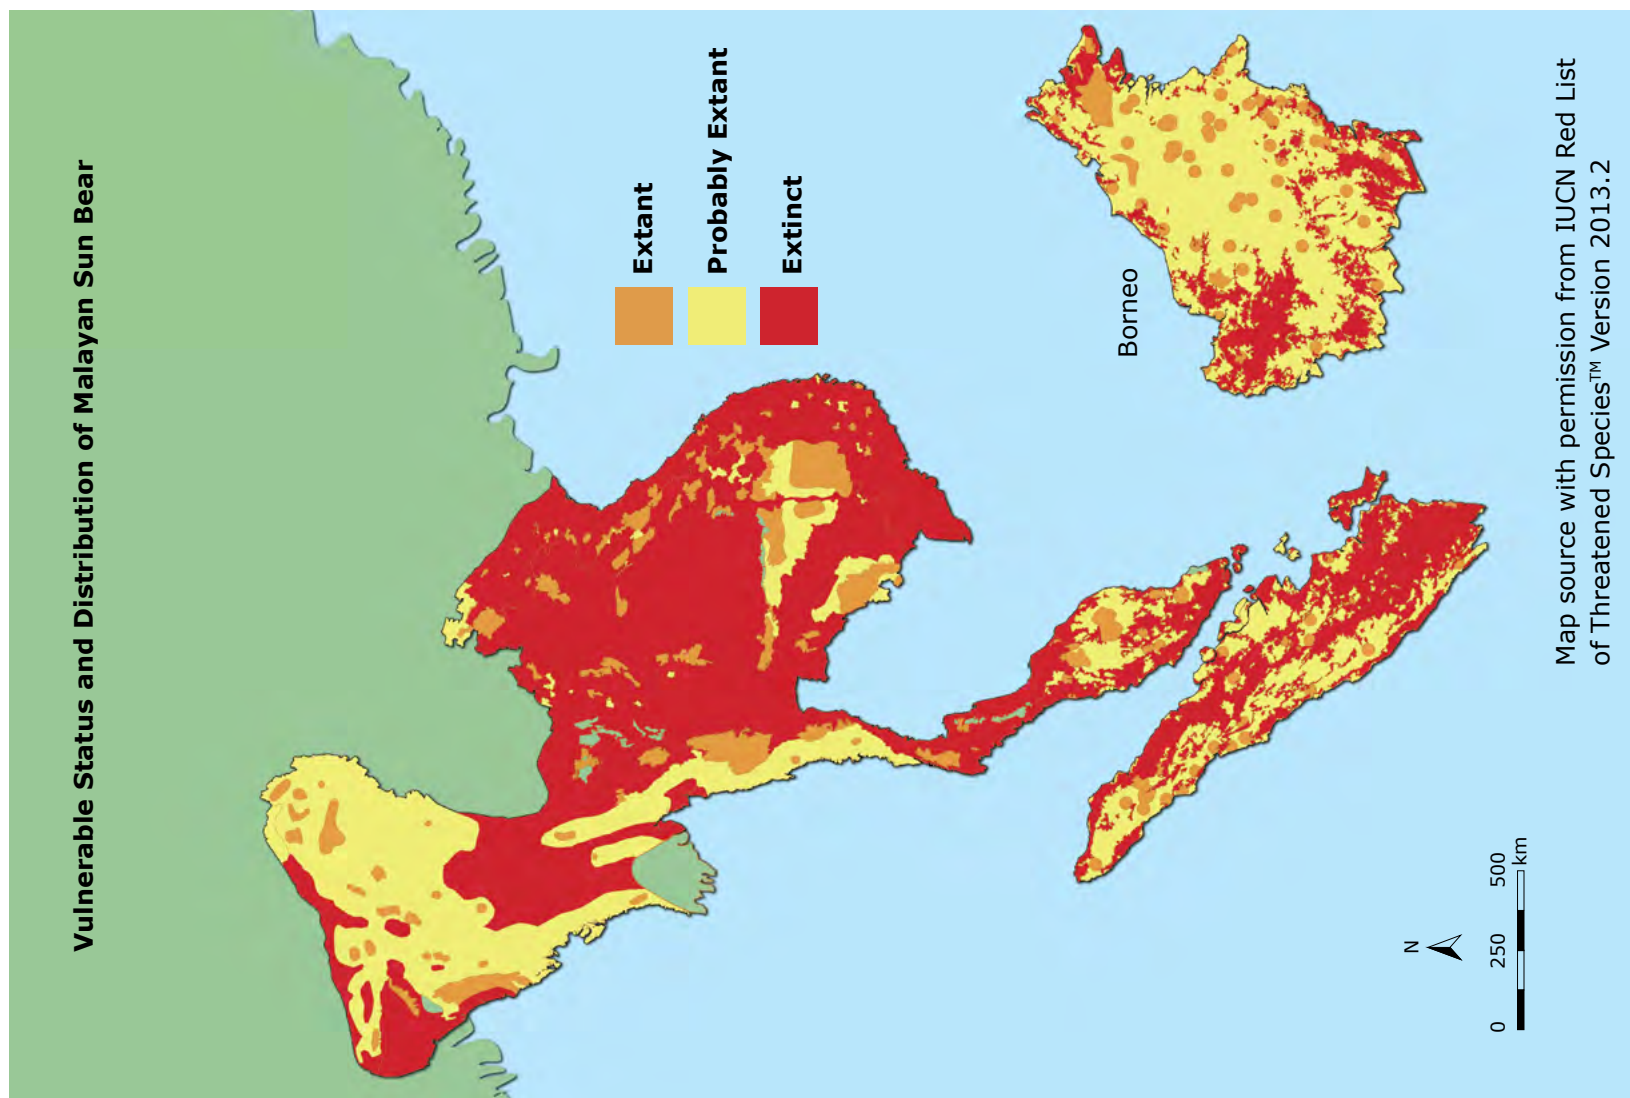 Vulnerable Status and Distribution of Malayan Sun Bear
Extant
Probably Extant
Extinct
Borneo
N
0 250 500
km
Map source with permission from IUCN Red List
of Threatened Species™ Version 2013.2